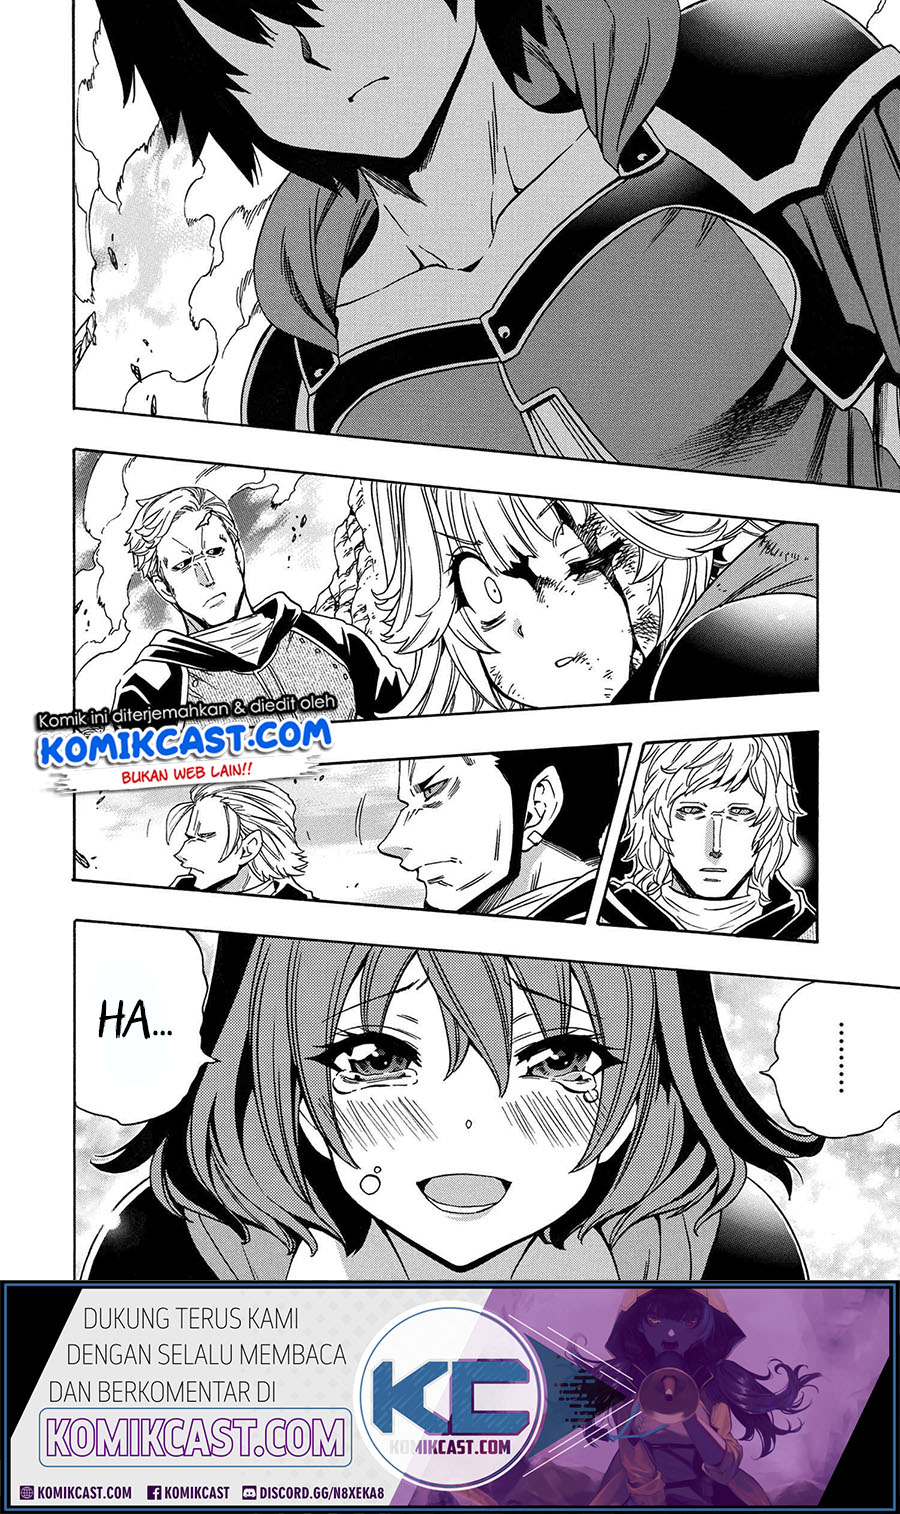 Komik ini diterjemahkan & diedit oleh
KOMIKCAST.COM
BUKAN WEB LAIN!!
..........
HA...
DUKUNG TERUS KAMI
DENGAN SELALU MEMBACA
DAN BERKOMENTAR DI
KOMIKCAST.COM
KC
KOMIKCAST.COM
KOMIKCAST.COM
KOMIKCAST
DISCORD.GG/N8XEKA8